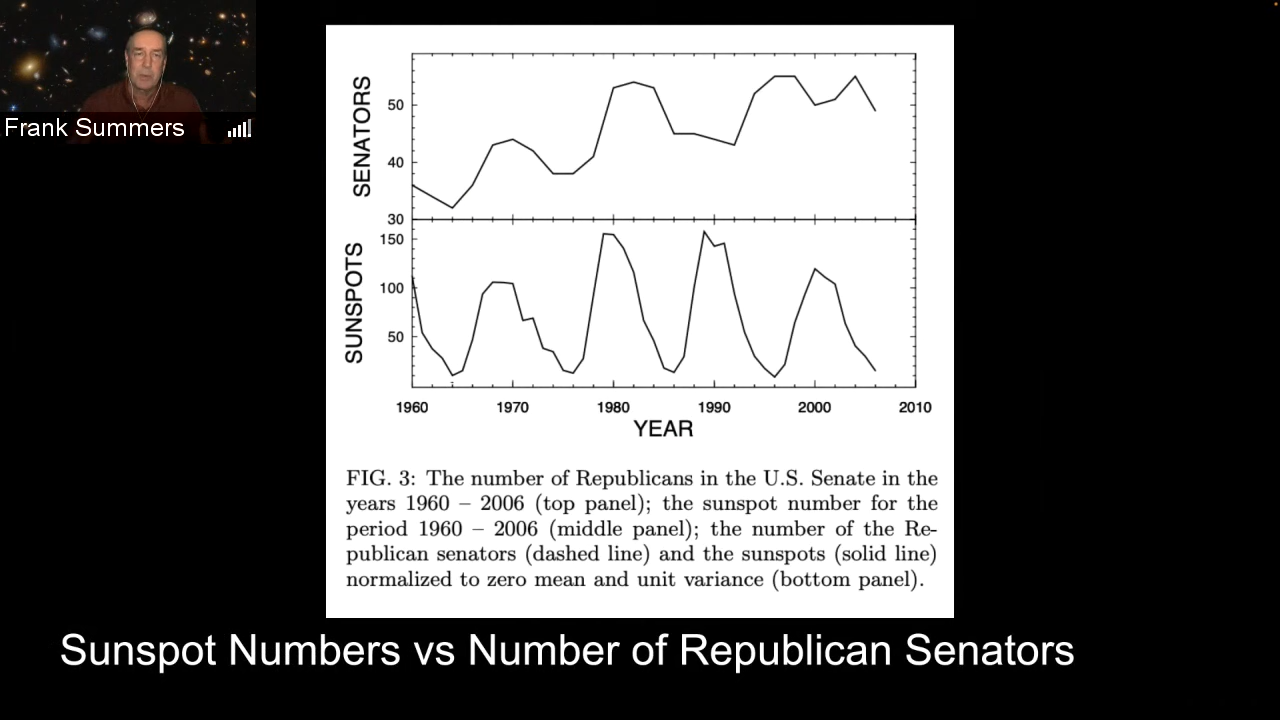 Frank Summers
SENATORS
50
40
30
SUNSPOTS
150
100
50
1960 1970 1980 1990 2000 2010
YEAR
FIG. 3: The number of Republicans in the U.S. Senate in the
years 1960 – 2006 (top panel); the sunspot number for the
period 1960 – 2006 (middle panel); the number of the Re-
publican senators (dashed line) and the sunspots (solid line)
normalized to zero mean and unit variance (bottom panel).
Sunspot Numbers vs Number of Republican Senators